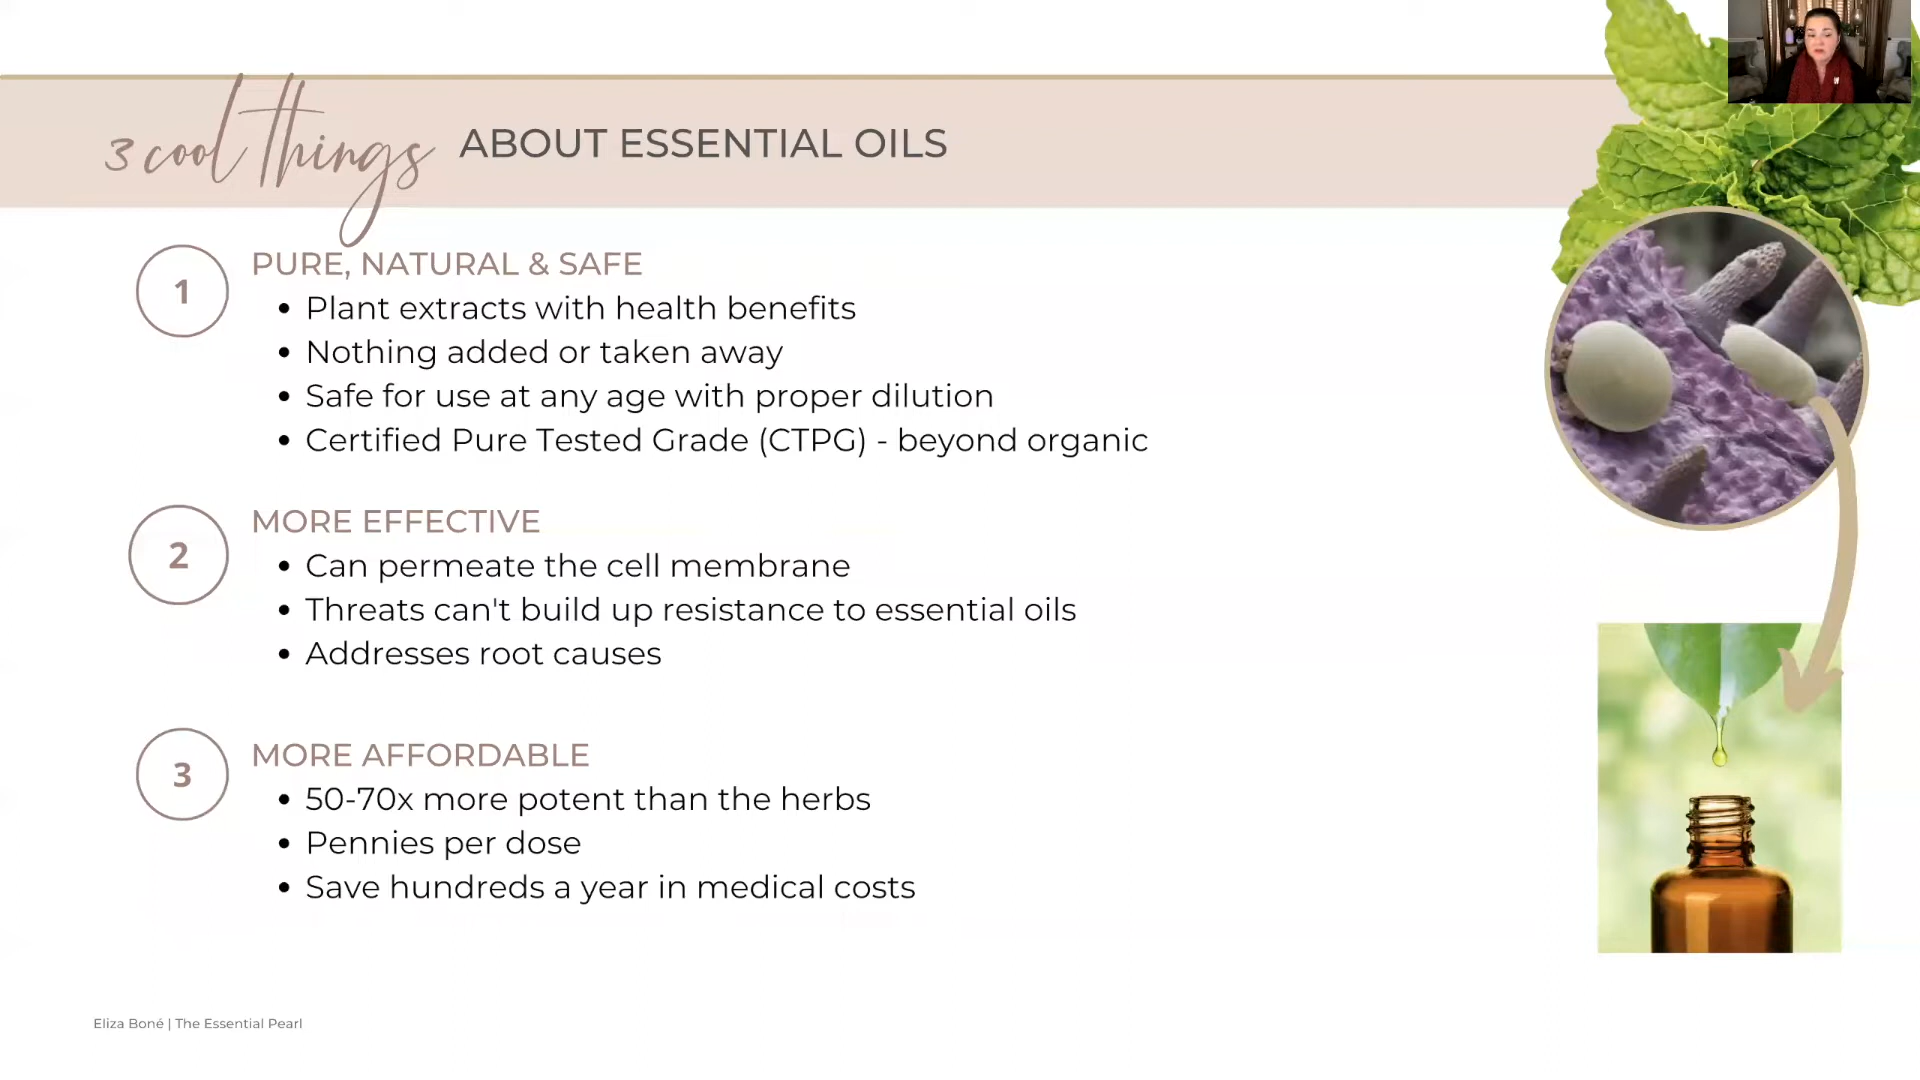 3 cool things ABOUT ESSENTIAL OILS
1
PURE, NATURAL & SAFE
• Plant extracts with health benefits
• Nothing added or taken away
• Safe for use at any age with proper dilution
• Certified Pure Tested Grade (CTPG) - beyond organic
2
MORE EFFECTIVE
• Can permeate the cell membrane
• Threats can't build up resistance to essential oils
• Addresses root causes
3
MORE AFFORDABLE
• 50-70x more potent than the herbs
• Pennies per dose
• Save hundreds a year in medical costs
Eliza Boné | The Essential Pearl